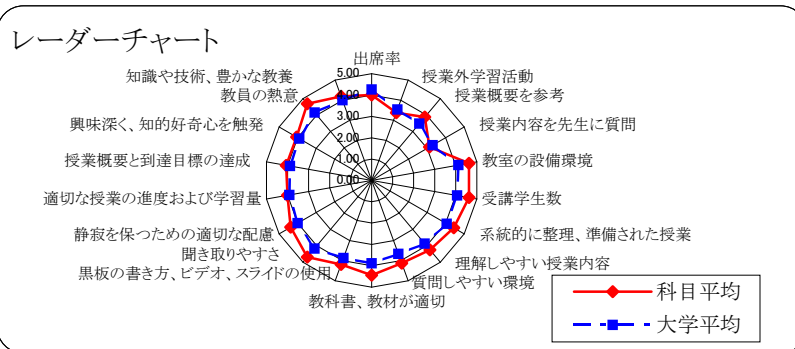 レーダーチャート
出席率
授業外学習活動
授業概要を参考
授業内容を先生に質問
教室の設備環境
受講学生数
系統的に整理、準備された授業
理解しやすい授業内容
質問しやすい環境
教科書、教材が適切
黒板の書き方、ビデオ、スライドの使用
聞き取りやすさ
静寂を保つための適切な配慮
適切な授業の進度および学習量
授業概要と到達目標の達成
興味深く、知的好奇心を触発
教員の熱意
知識や技術、豊かな教養
5.00
4.00
3.00
2.00
1.00
0.00
科目平均
大学平均